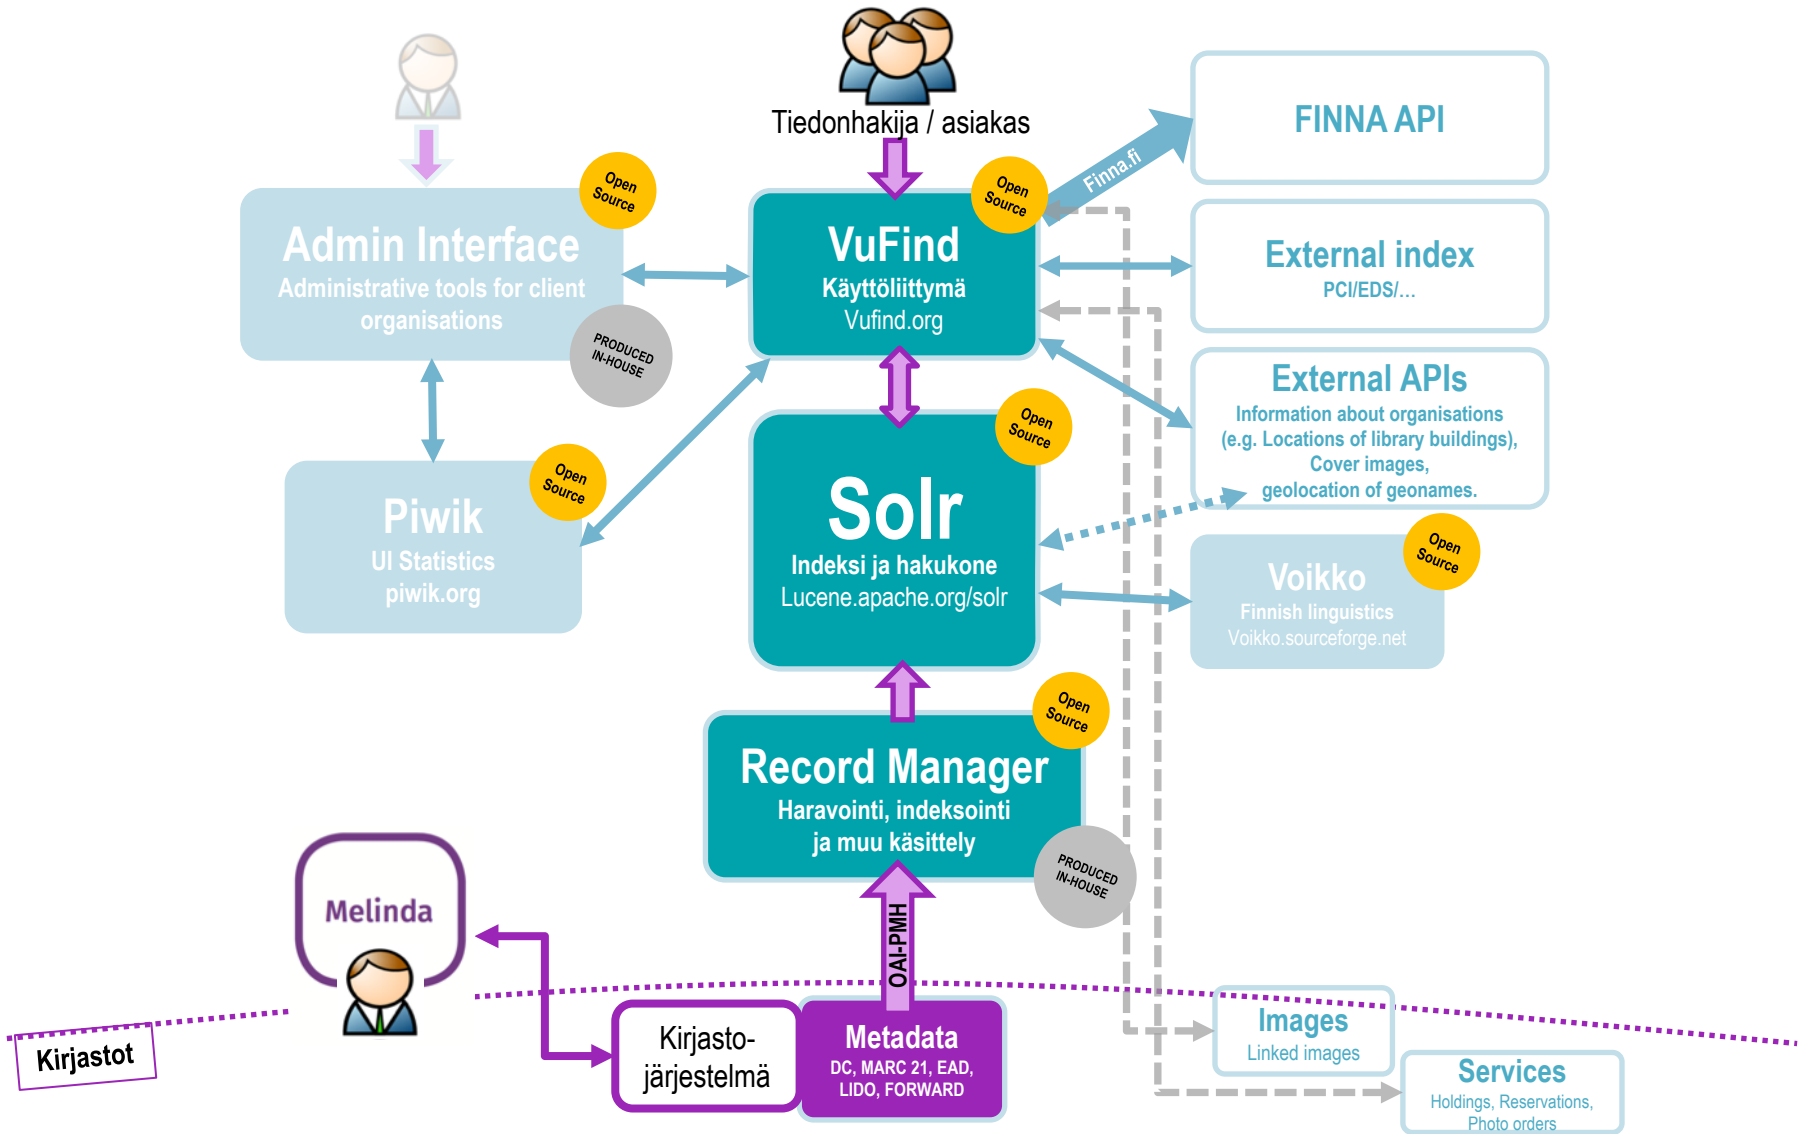 Tiedonhakija / asiakas
FINNA API
Finna.fi
Open
Source
Open
Source
Admin Interface
Administrative tools for client
organisations
PRODUCED
IN-HOUSE
VuFind
Käyttöliittymä
Vufind.org
External index
PCI/EDS/…
External APIs
Information about organisations
(e.g. Locations of library buildings),
Cover images,
geolocation of geonames.
Open
Source
Piwik
UI Statistics
piwik.org
Open
Source
Solr
Indeksi ja hakukone
Lucene.apache.org/solr
Open
Source
Voikko
Finnish linguistics
Voikko.sourceforge.net
Open
Source
Record Manager
Haravointi, indeksointi
ja muu käsittely
PRODUCED
IN-HOUSE
Melinda
OAI-PMH
Kirjastot
Kirjasto-
järjestelmä
Metadata
DC, MARC 21, EAD,
LIDO, FORWARD
Images
Linked images
Services
Holdings, Reservations,
Photo orders